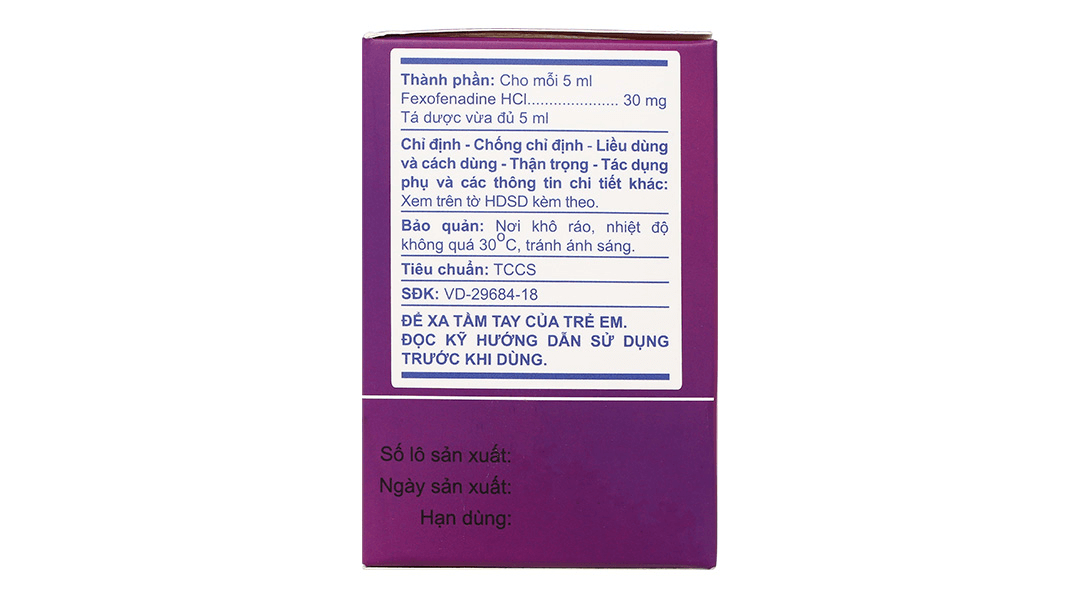 Thành phần: Cho mỗi 5 ml
Fexofenadine HCl..................... 30 mg
Tá dược vừa đủ 5 ml
Chỉ định - Chống chỉ định - Liều dùng
và cách dùng - Thận trọng - Tác dụng
phụ và các thông tin chi tiết khác:
Xem trên tờ HDSD kèm theo.
Bảo quản: Nơi khô ráo, nhiệt độ
không quá 30°C, tránh ánh sáng.
Tiêu chuẩn: TCCS
SĐK: VD-29684-18
ĐỂ XA TẦM TAY CỦA TRẺ EM.
ĐỌC KỸ HƯỚNG DẪN SỬ DỤNG
TRƯỚC KHI DÙNG.
Số lô sản xuất:
Ngày sản xuất:
Hạn dùng: